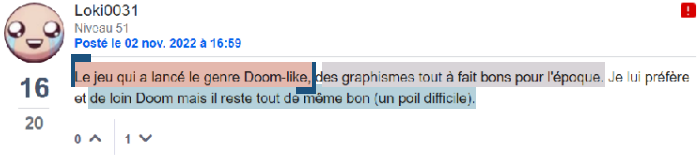 Loki0031
Niveau 51
Posté le 02 nov. 2022 à 16:59
16
20
Le jeu qui a lancé le genre Doom-like, des graphismes tout à fait bons pour l'époque. Je lui préfère
et de loin Doom mais il reste tout de même bon (un poil difficile).
0 1